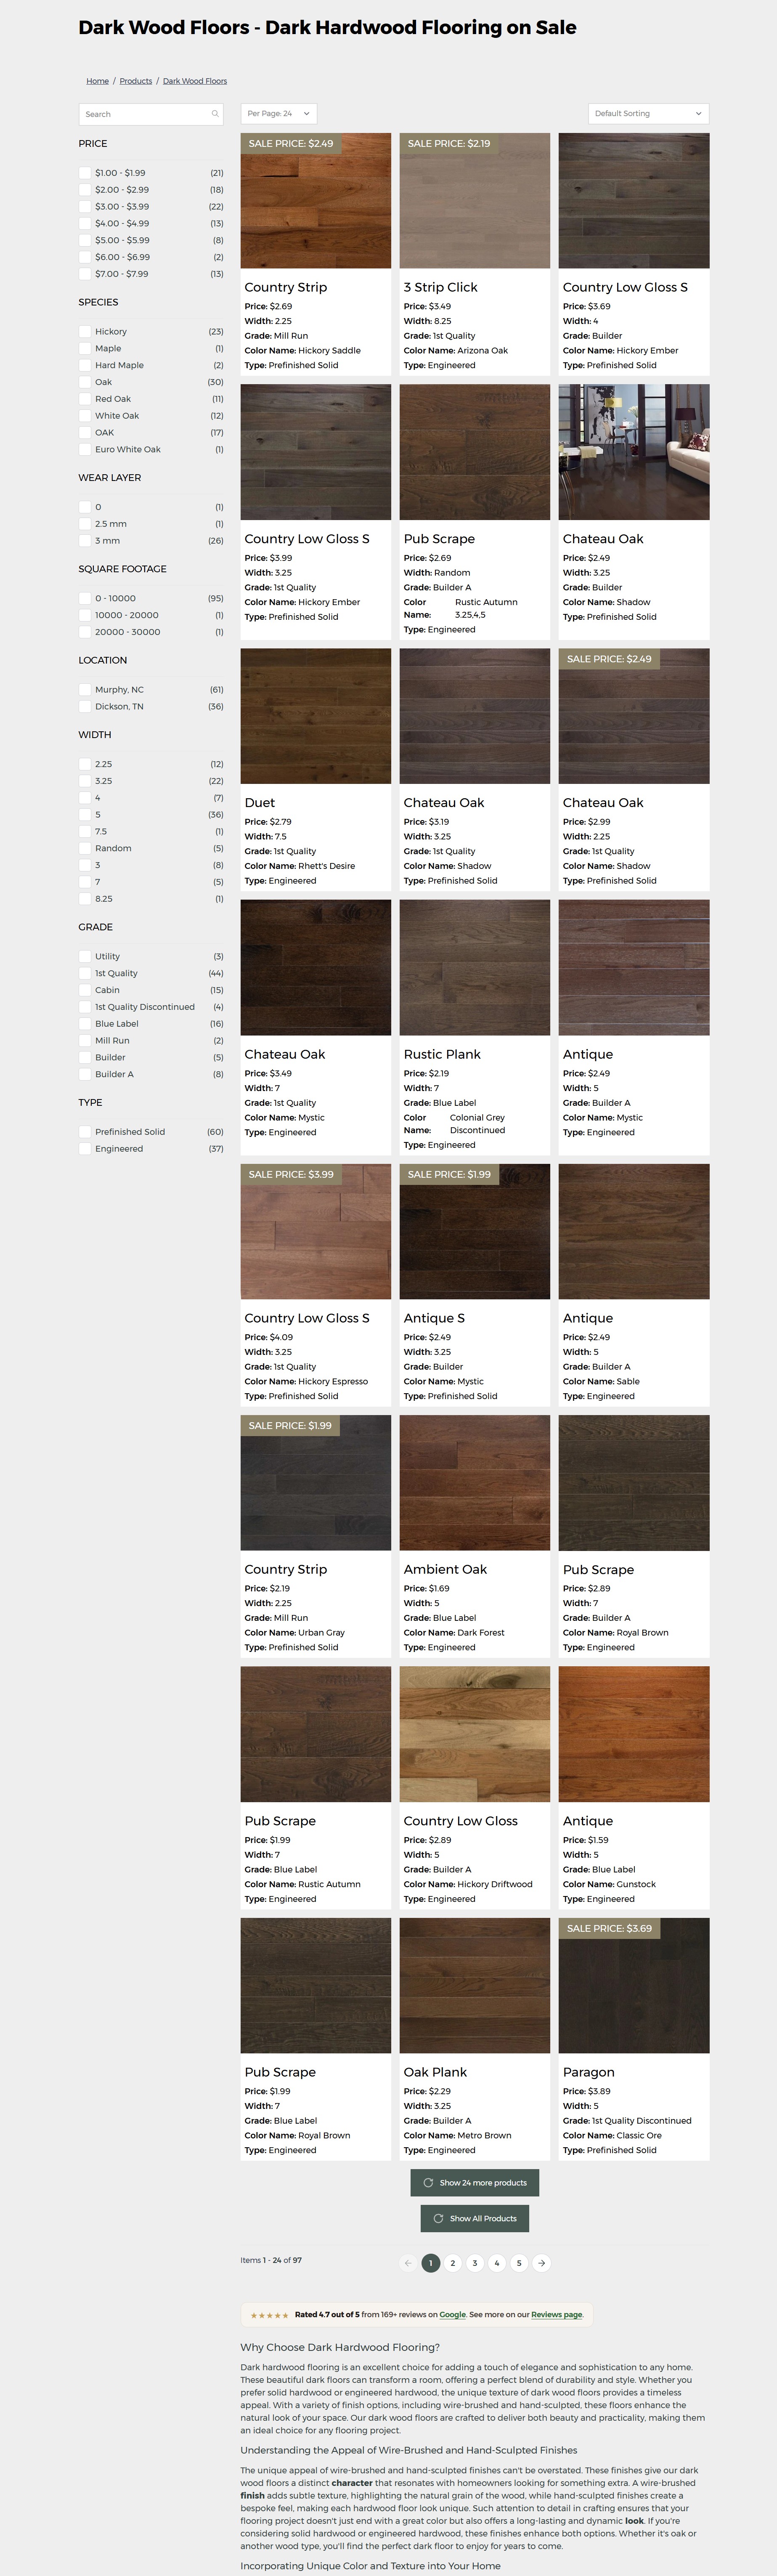 Dark Wood Floors - Dark Hardwood Flooring on Sale
Home / Products / Dark Wood Floors
Search
PRICE
$1.00 - $1.99 (21)
$2.00 - $2.99 (18)
$3.00 - $3.99 (22)
$4.00 - $4.99 (13)
$5.00 - $5.99 (8)
$6.00 - $6.99 (2)
$7.00 - $7.99 (13)
SPECIES
Hickory (23)
Maple (1)
Hard Maple (2)
Oak (30)
Red Oak (11)
White Oak (12)
OAK (17)
Euro White Oak (1)
WEAR LAYER
0 (1)
2.5 mm (1)
3 mm (26)
SQUARE FOOTAGE
0 - 10000 (95)
10000 - 20000 (1)
20000 - 30000 (1)
LOCATION
Murphy, NC (61)
Dickson, TN (36)
WIDTH
2.25 (12)
3.25 (22)
4 (7)
5 (36)
7.5 (1)
Random (5)
3 (8)
7 (5)
8.25 (1)
GRADE
Utility (3)
1st Quality (44)
Cabin (15)
1st Quality Discontinued (4)
Blue Label (16)
Mill Run (2)
Builder (5)
Builder A (8)
TYPE
Prefinished Solid (60)
Engineered (37)
Per Page: 24
Default Sorting
SALE PRICE: $2.49
Country Strip
Price: $2.69
Width: 2.25
Grade: Mill Run
Color Name: Hickory Saddle
Type: Prefinished Solid
SALE PRICE: $2.19
3 Strip Click
Price: $3.49
Width: 8.25
Grade: 1st Quality
Color Name: Arizona Oak
Type: Engineered
Country Low Gloss S
Price: $3.69
Width: 4
Grade: Builder
Color Name: Hickory Ember
Type: Prefinished Solid
Country Low Gloss S
Price: $3.99
Width: 3.25
Grade: 1st Quality
Color Name: Hickory Ember
Type: Prefinished Solid
Pub Scrape
Price: $2.69
Width: Random
Grade: Builder A
Color Name: Rustic Autumn
3.25,4,5
Type: Engineered
Chateau Oak
Price: $2.49
Width: 3.25
Grade: Builder
Color Name: Shadow
Type: Prefinished Solid
Duet
Price: $2.79
Width: 7.5
Grade: 1st Quality
Color Name: Rhett's Desire
Type: Engineered
Chateau Oak
Price: $3.19
Width: 3.25
Grade: 1st Quality
Color Name: Shadow
Type: Prefinished Solid
SALE PRICE: $2.49
Chateau Oak
Price: $2.99
Width: 2.25
Grade: 1st Quality
Color Name: Shadow
Type: Prefinished Solid
Chateau Oak
Price: $3.49
Width: 7
Grade: 1st Quality
Color Name: Mystic
Type: Engineered
Rustic Plank
Price: $2.19
Width: 7
Grade: Blue Label
Color Name: Colonial Grey
Discontinued
Type: Engineered
Antique
Price: $2.49
Width: 5
Grade: Builder A
Color Name: Mystic
Type: Engineered
SALE PRICE: $3.99
Country Low Gloss S
Price: $4.09
Width: 3.25
Grade: 1st Quality
Color Name: Hickory Espresso
Type: Prefinished Solid
SALE PRICE: $1.99
Antique S
Price: $2.49
Width: 3.25
Grade: Builder
Color Name: Mystic
Type: Prefinished Solid
Antique
Price: $2.49
Width: 5
Grade: Builder A
Color Name: Sable
Type: Engineered
SALE PRICE: $1.99
Country Strip
Price: $2.19
Width: 2.25
Grade: Mill Run
Color Name: Urban Gray
Type: Prefinished Solid
Ambient Oak
Price: $1.69
Width: 5
Grade: Blue Label
Color Name: Dark Forest
Type: Engineered
Pub Scrape
Price: $2.89
Width: 7
Grade: Builder A
Color Name: Royal Brown
Type: Engineered
Pub Scrape
Price: $1.99
Width: 7
Grade: Blue Label
Color Name: Rustic Autumn
Type: Engineered
Country Low Gloss
Price: $2.89
Width: 5
Grade: Builder A
Color Name: Hickory Driftwood
Type: Engineered
Antique
Price: $1.59
Width: 5
Grade: Blue Label
Color Name: Gunstock
Type: Engineered
Pub Scrape
Price: $1.99
Width: 7
Grade: Blue Label
Color Name: Royal Brown
Type: Engineered
Oak Plank
Price: $2.29
Width: 3.25
Grade: Builder A
Color Name: Metro Brown
Type: Engineered
SALE PRICE: $3.69
Paragon
Price: $3.89
Width: 5
Grade: 1st Quality Discontinued
Color Name: Classic Ore
Type: Prefinished Solid
Show 24 more products
Show All Products
Items 1 - 24 of 97
1 2 3 4 5
Rated 4.7 out of 5 from 169+ reviews on Google. See more on our Reviews page.
Why Choose Dark Hardwood Flooring?
Dark hardwood flooring is an excellent choice for adding a touch of elegance and sophistication to any home.
These beautiful dark floors can transform a room, offering a perfect blend of durability and style. Whether you
prefer solid hardwood or engineered hardwood, the unique texture of dark wood floors provides a timeless
appeal. With a variety of finish options, including wire-brushed and hand-sculpted, these floors enhance the
natural look of your space. Our dark wood floors are crafted to deliver both beauty and practicality, making them
an ideal choice for any flooring project.
Understanding the Appeal of Wire-Brushed and Hand-Sculpted Finishes
The unique appeal of wire-brushed and hand-sculpted finishes can't be overstated. These finishes give our dark
wood floors a distinct character that resonates with homeowners looking for something extra. A wire-brushed
finish adds subtle texture, highlighting the natural grain of the wood, while hand-sculpted finishes create a
bespoke feel, making each hardwood floor look unique. Such attention to detail in crafting ensures that your
flooring project doesn't just end with a great color but also offers a long-lasting and dynamic look. If you're
considering solid hardwood or engineered hardwood, these finishes enhance both options. Whether it's oak or
another wood type, you'll find the perfect dark floor to enjoy for years to come.
Incorporating Unique Color and Texture into Your Home